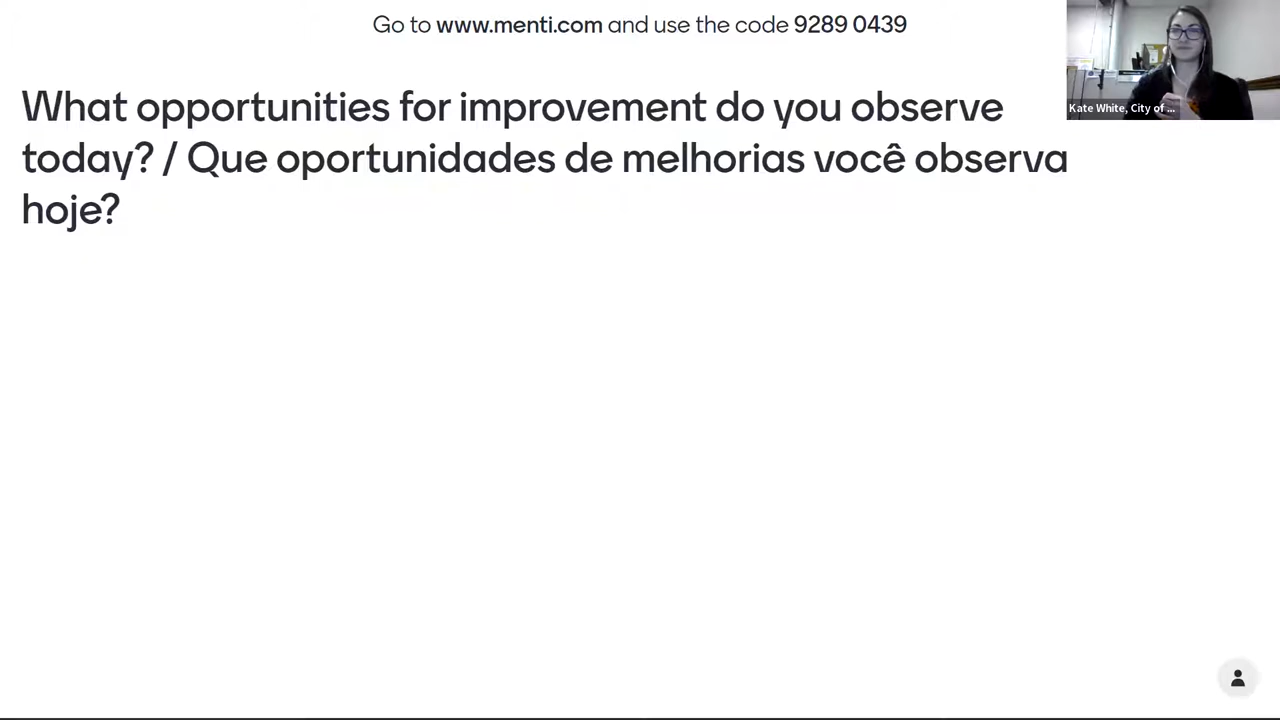 Go to www.menti.com and use the code 9289 0439
What opportunities for improvement do you observe
today? / Que oportunidades de melhorias você observa
hoje?
Kate White, City of ...